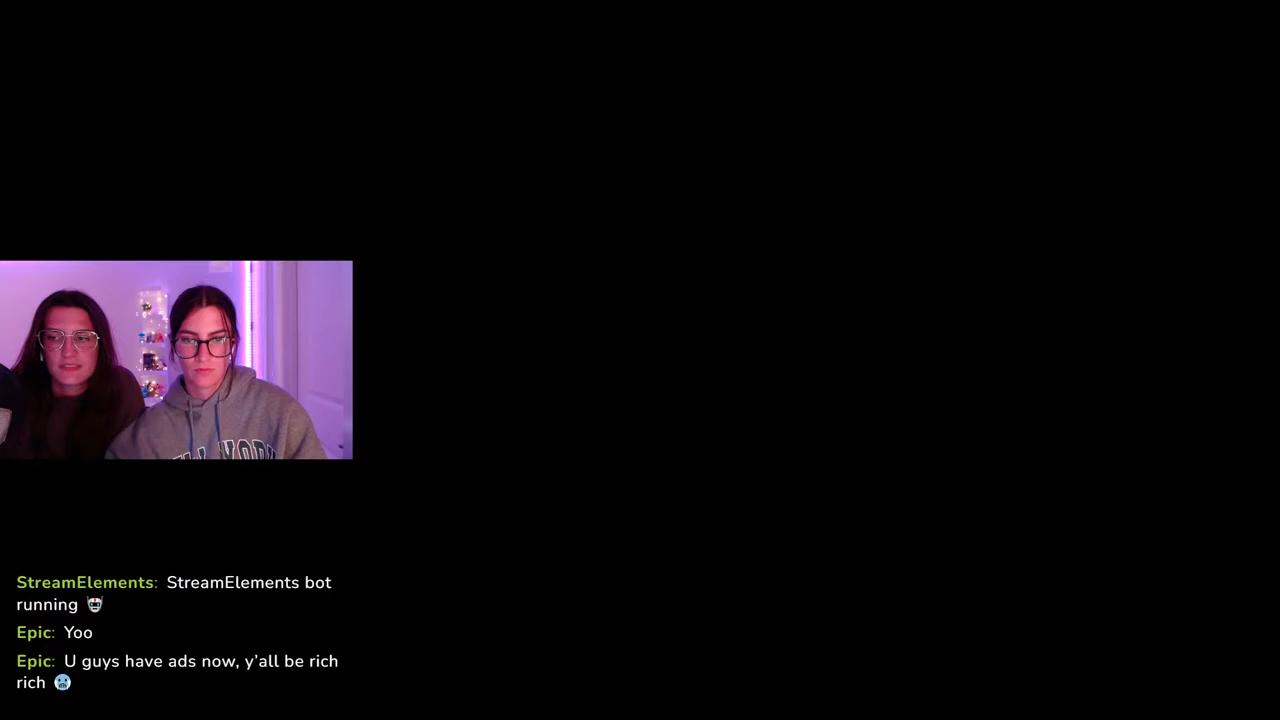 StreamElements: StreamElements bot
running
Epic: Yoo
Epic: U guys have ads now, y'all be rich
rich